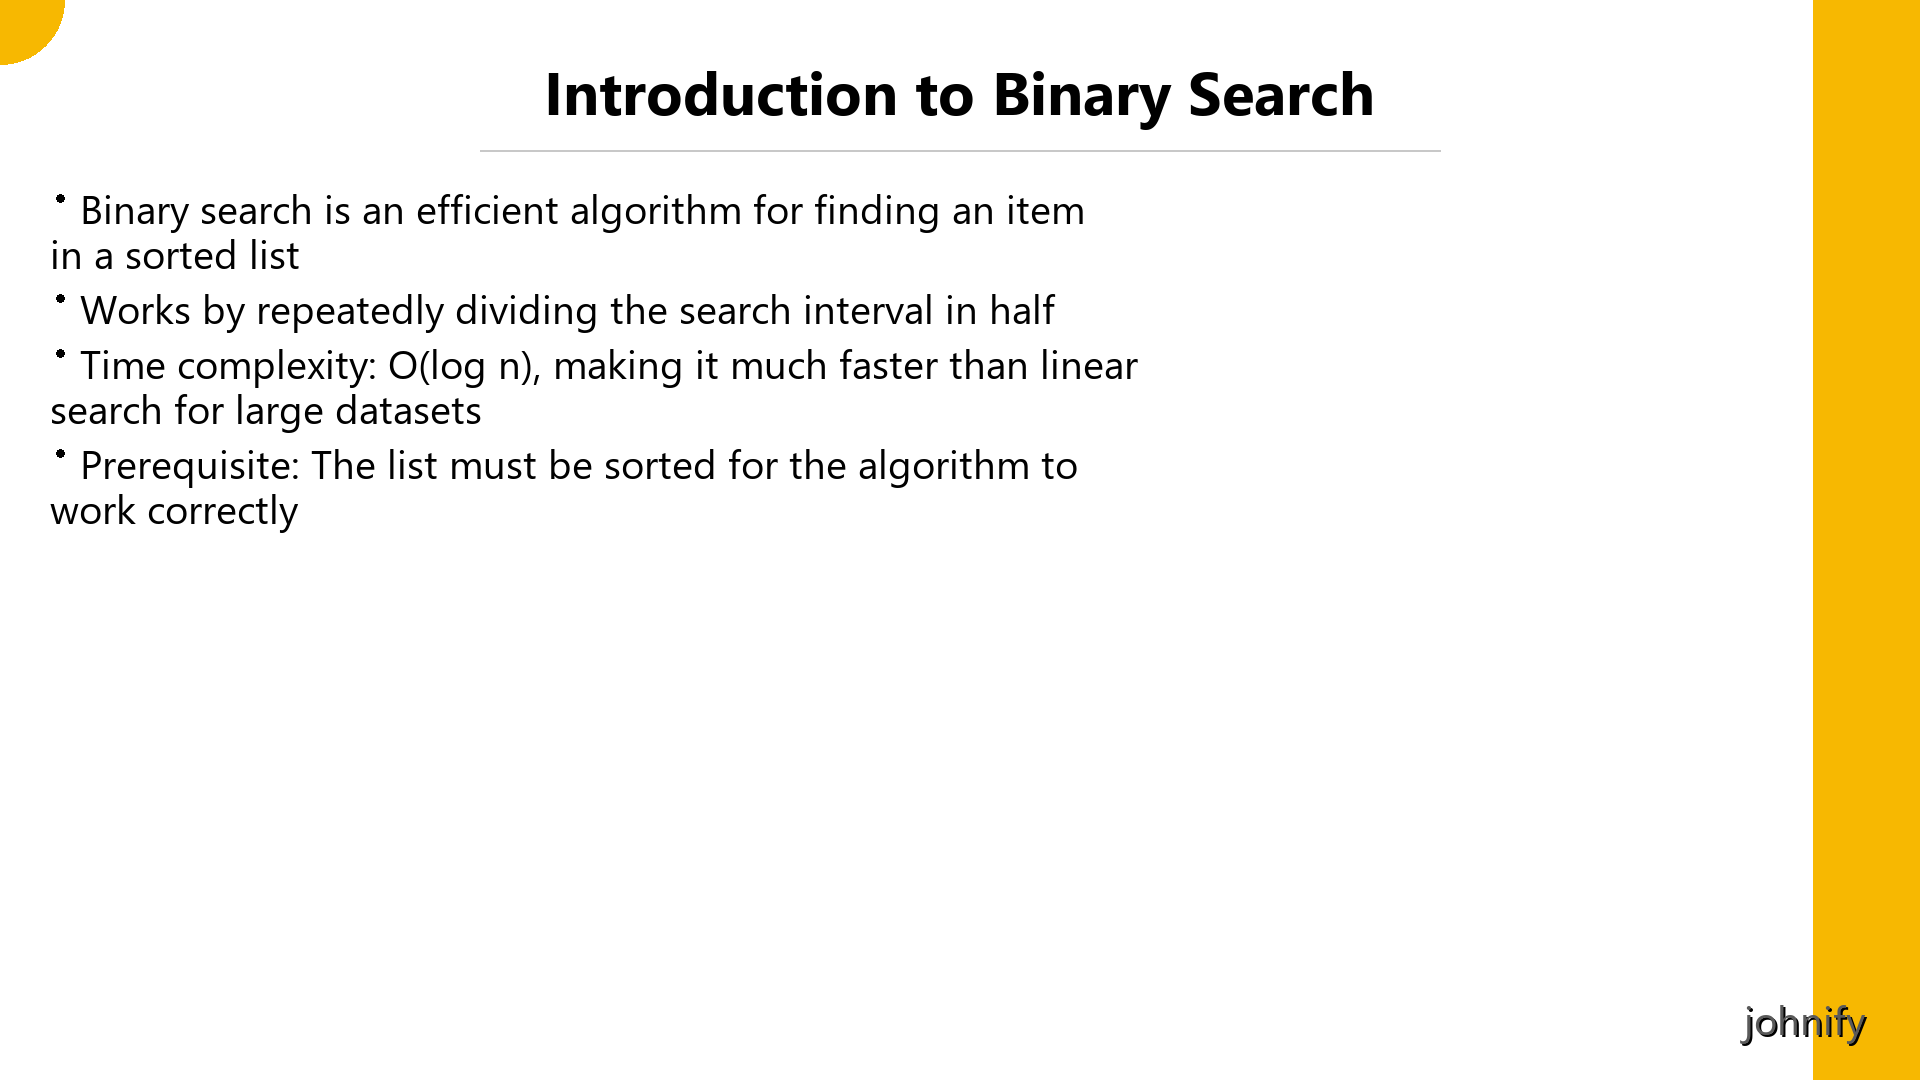 Introduction to Binary Search
• Binary search is an efficient algorithm for finding an item
in a sorted list
• Works by repeatedly dividing the search interval in half
• Time complexity: O(log n), making it much faster than linear
search for large datasets
• Prerequisite: The list must be sorted for the algorithm to
work correctly
johnify